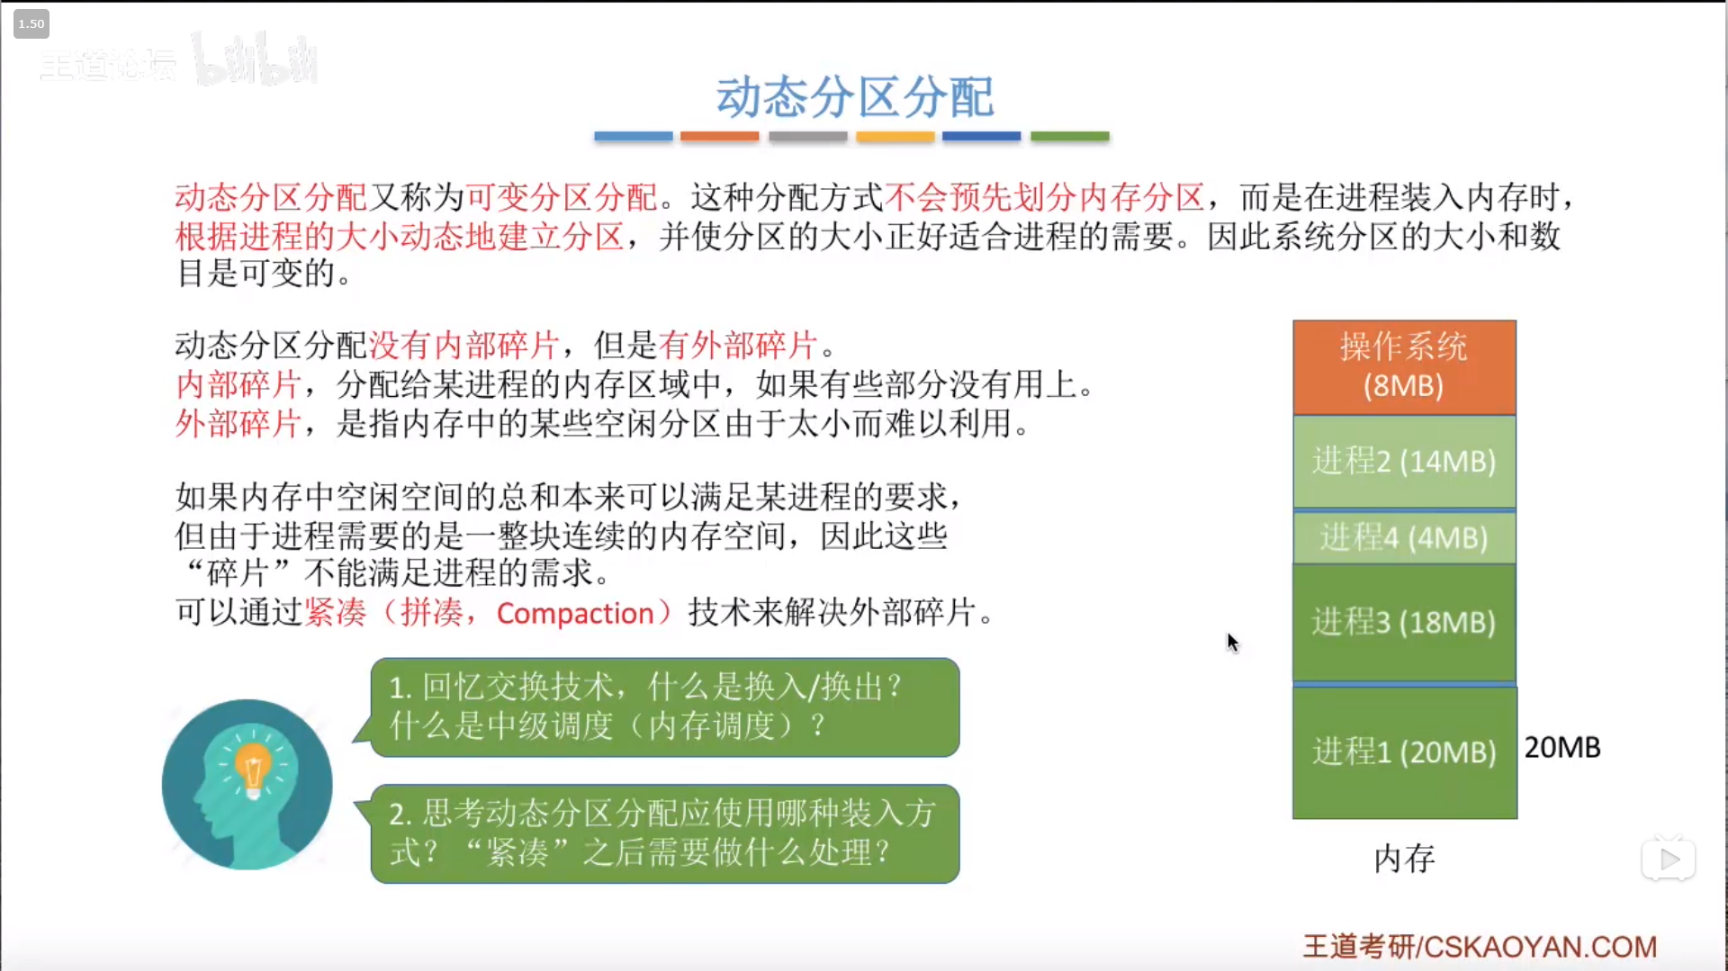 1.50
王道论坛 bilibili
动态分区分配
动态分区分配又称为可变分区分配。这种分配方式不会预先划分内存分区，而是在进程装入内存时，
根据进程的大小动态地建立分区，并使分区的大小正好适合进程的需要。因此系统分区的大小和数
目是可变的。
动态分区分配没有内部碎片，但是有外部碎片。
内部碎片，分配给某进程的内存区域中，如果有些部分没有用上。
外部碎片，是指内存中的某些空闲分区由于太小而难以利用。
如果内存中空闲空间的总和本来可以满足某进程的要求，
但由于进程需要的是一整块连续的内存空间，因此这些
“碎片”不能满足进程的需求。
可以通过紧凑（拼凑，Compaction）技术来解决外部碎片。
1. 回忆交换技术，什么是换入/换出？
什么是中级调度（内存调度）？
2. 思考动态分区分配应使用哪种装入方
式？“紧凑”之后需要做什么处理？
操作系统
(8MB)
进程2 (14MB)
进程4 (4MB)
进程3 (18MB)
进程1 (20MB)
20MB
内存
王道考研/CSKAOYAN.COM